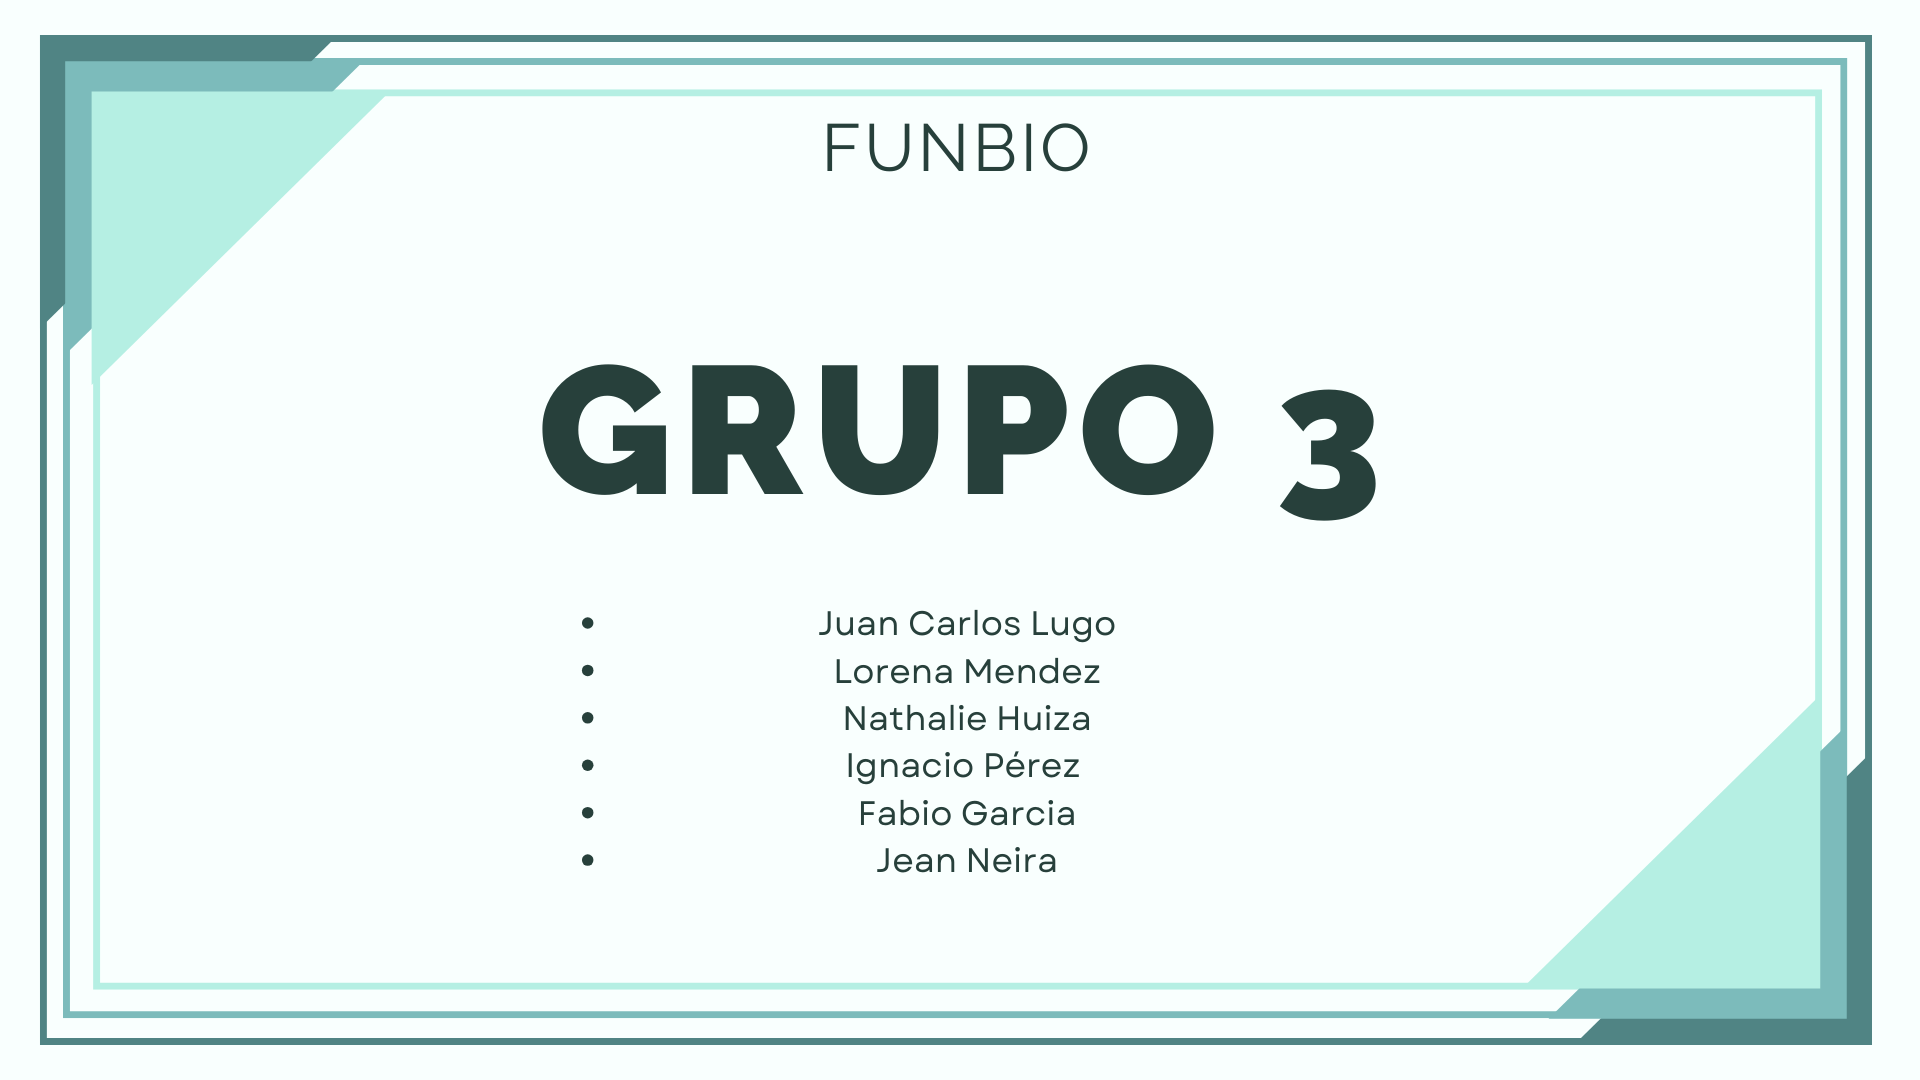 FUNBIO
GRUPO 3
• Juan Carlos Lugo
• Lorena Mendez
• Nathalie Huiza
• Ignacio Pérez
• Fabio Garcia
• Jean Neira